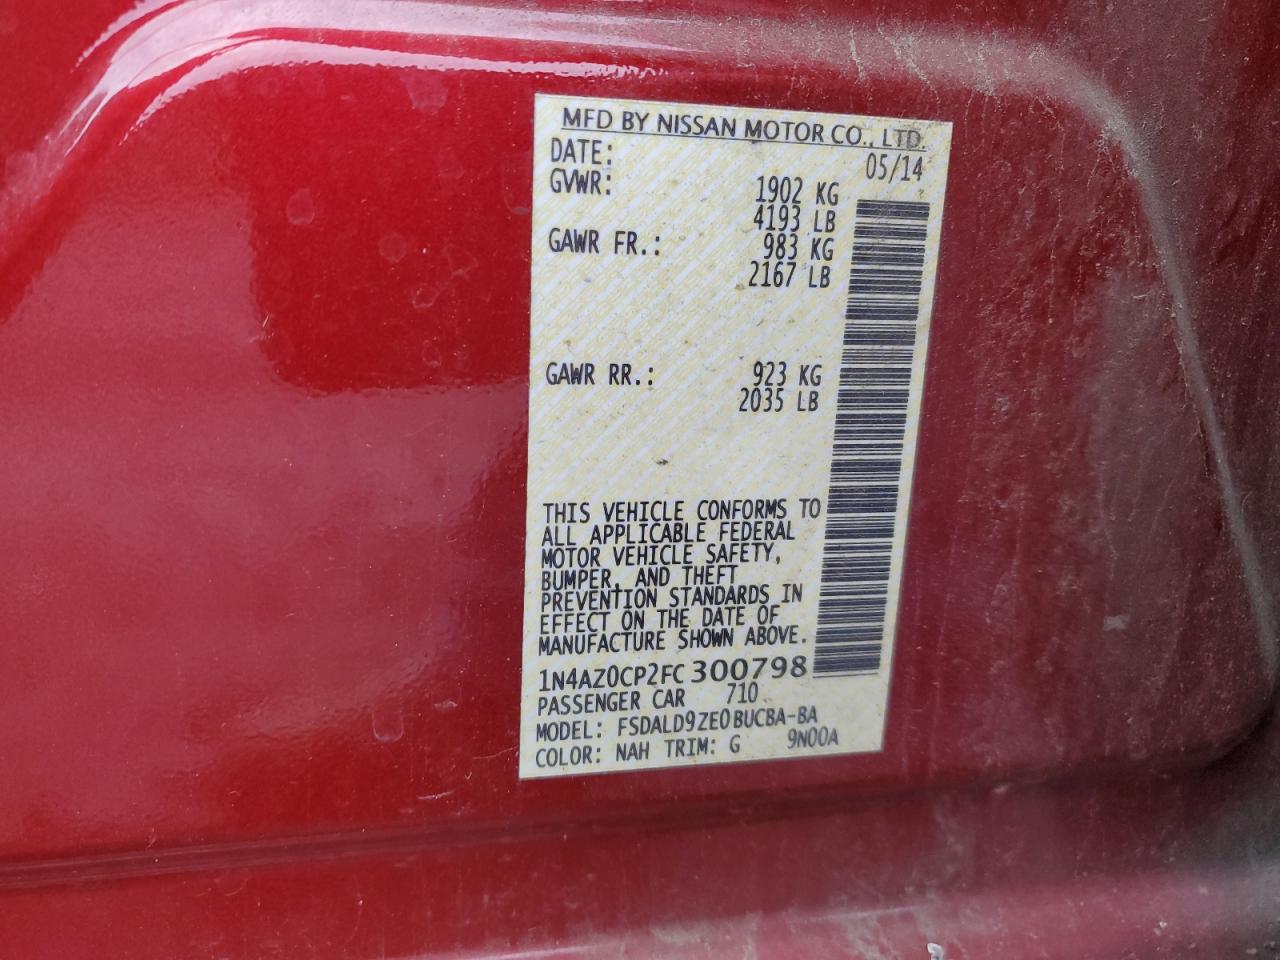 MFD BY NISSAN MOTOR CO., LTD.
DATE: 05/14
GVWR: 1902 KG
4193 LB
GAWR FR.: 983 KG
2167 LB
GAWR RR.: 923 KG
2035 LB
THIS VEHICLE CONFORMS TO
ALL APPLICABLE FEDERAL
MOTOR VEHICLE SAFETY,
BUMPER, AND THEFT
PREVENTION STANDARDS IN
EFFECT ON THE DATE OF
MANUFACTURE SHOWN ABOVE.
1N4AZ0CP2FC300798
PASSENGER CAR 710
MODEL: FSDALD9ZE0BUCBA-BA
COLOR: NAH TRIM: G 9N00A